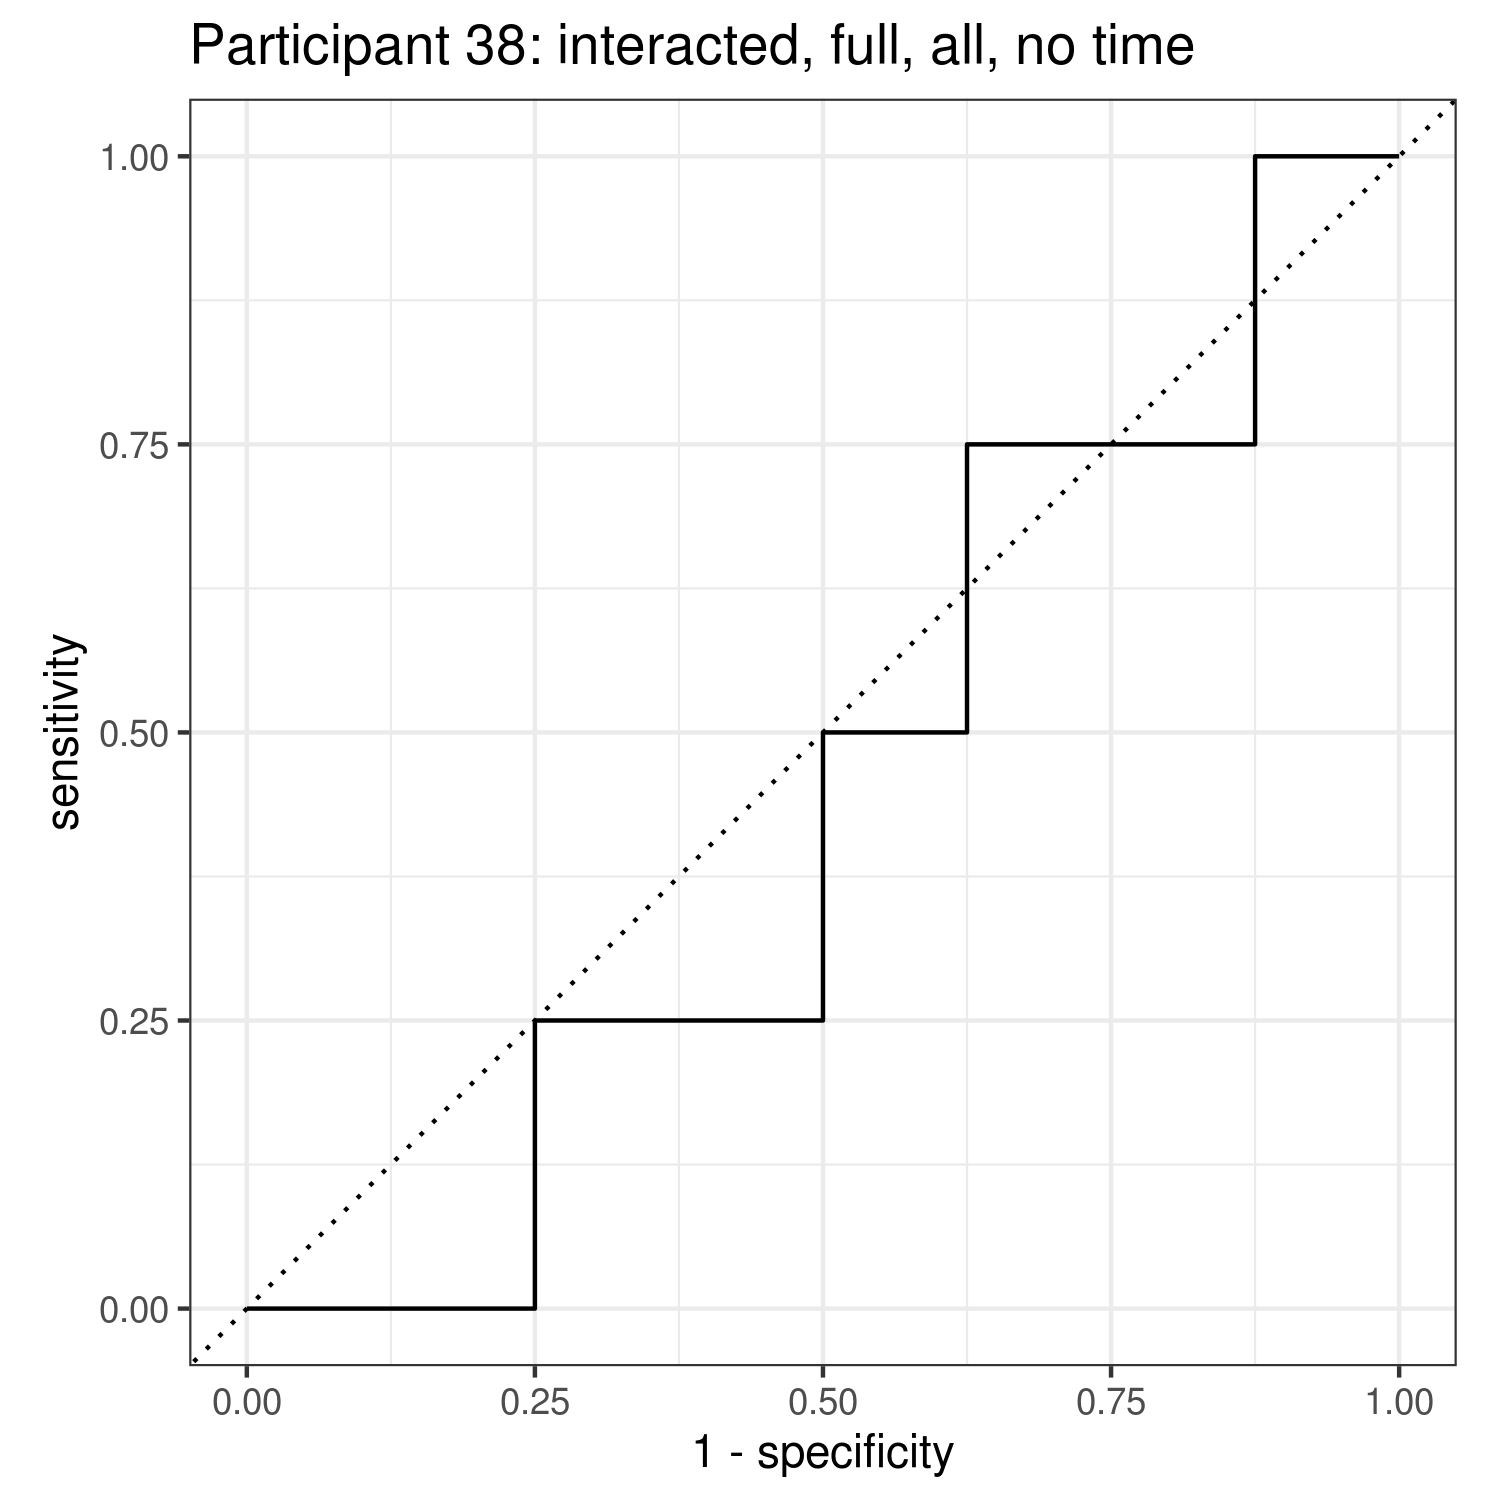 Participant 38: interacted, full, all, no time
1.00
0.75
0.50
0.25
0.00
sensitivity
0.00 0.25 0.50 0.75 1.00
1 - specificity